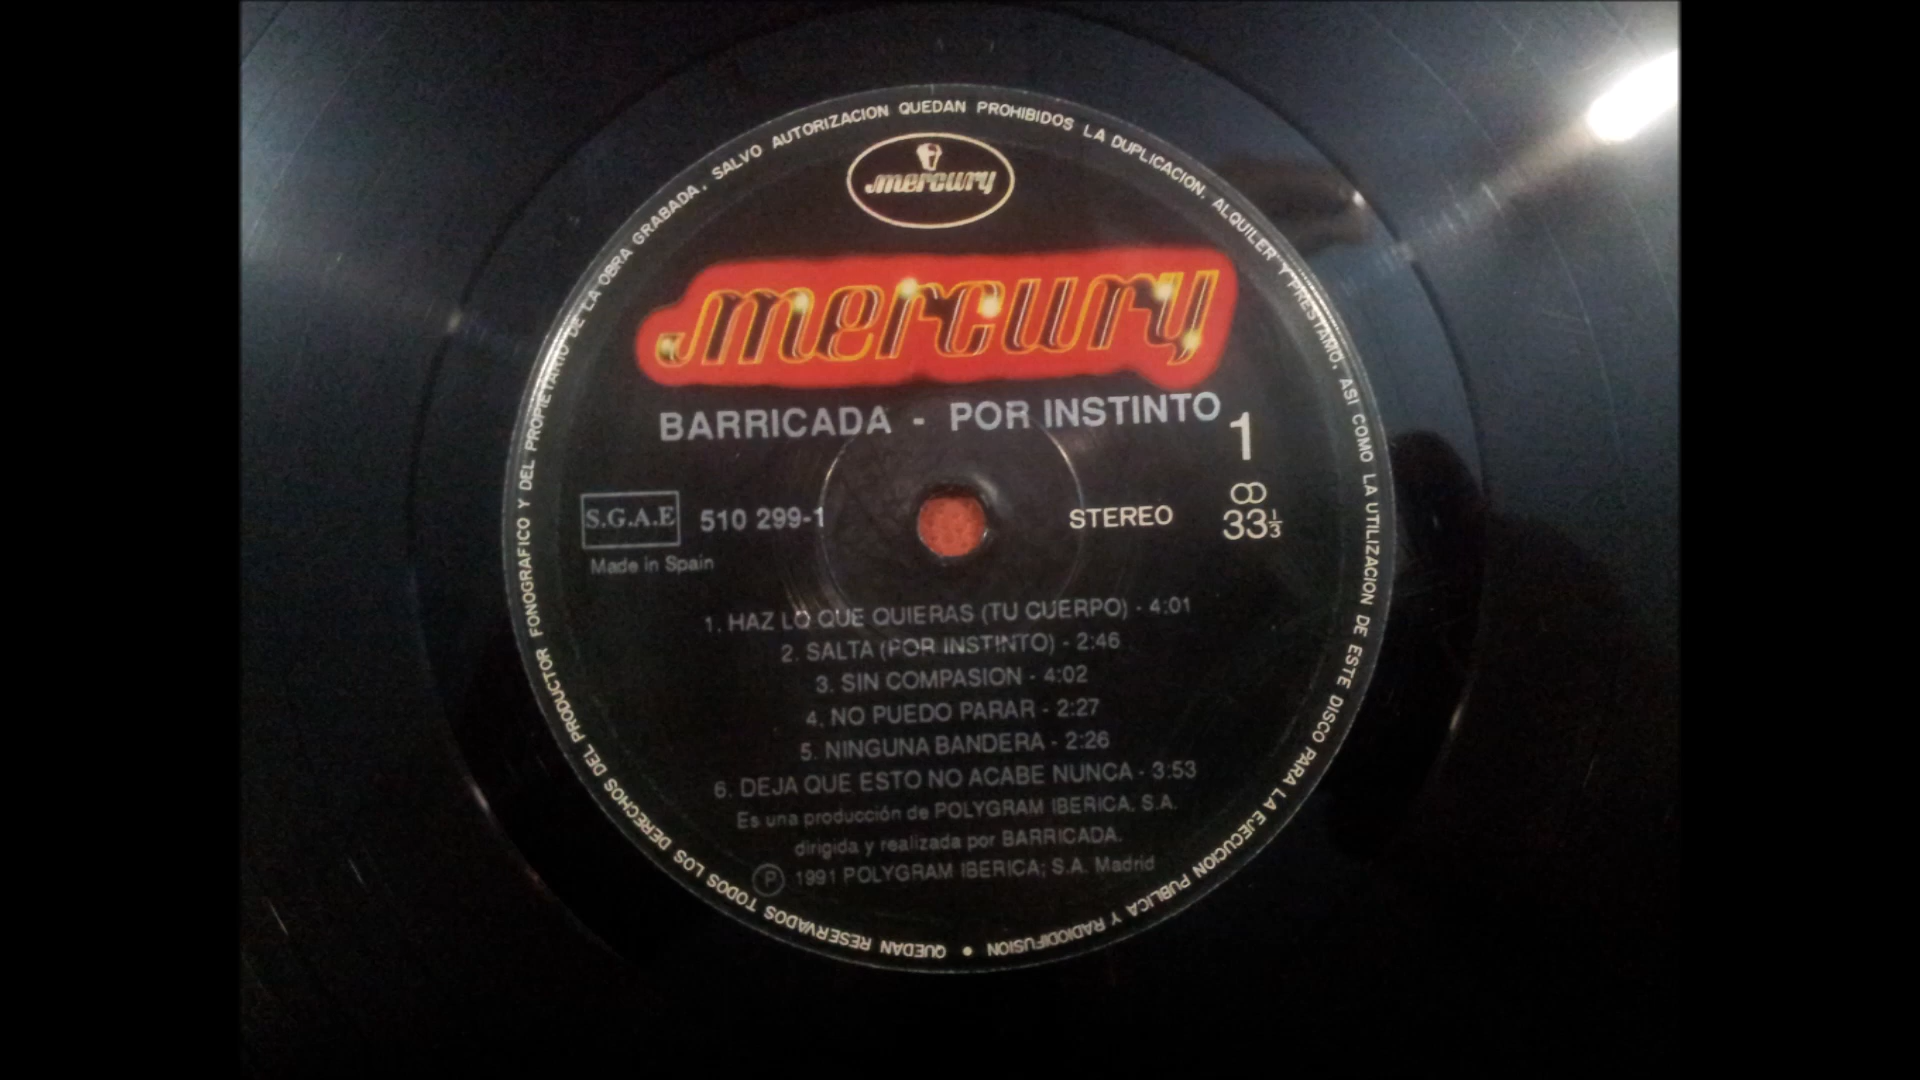 mercury
mercury
BARRICADA - POR INSTINTO
1
S.G.A.E
510 299-1
STEREO
33⅓
Made in Spain
1. HAZ LO QUE QUIERAS (TU CUERPO) - 4:01
2. SALTA (POR INSTINTO) - 2:46
3. SIN COMPASION - 4:02
4. NO PUEDO PARAR - 2:27
5. NINGUNA BANDERA - 2:26
6. DEJA QUE ESTO NO ACABE NUNCA - 3:53
Es una producción de POLYGRAM IBERICA, S.A.
dirigida y realizada por BARRICADA.
Ⓟ 1991 POLYGRAM IBERICA; S.A. Madrid
QUEDAN RESERVADOS TODOS LOS DERECHOS DEL PRODUCTOR FONOGRAFICO Y DEL PROPIETARIO DE LA OBRA GRABADA. SALVO AUTORIZACION QUEDAN PROHIBIDOS LA DUPLICACION, ALQUILER Y PRESTAMO, ASI COMO LA UTILIZACION DE ESTE DISCO PARA LA EJECUCION PUBLICA Y RADIODIFUSION •